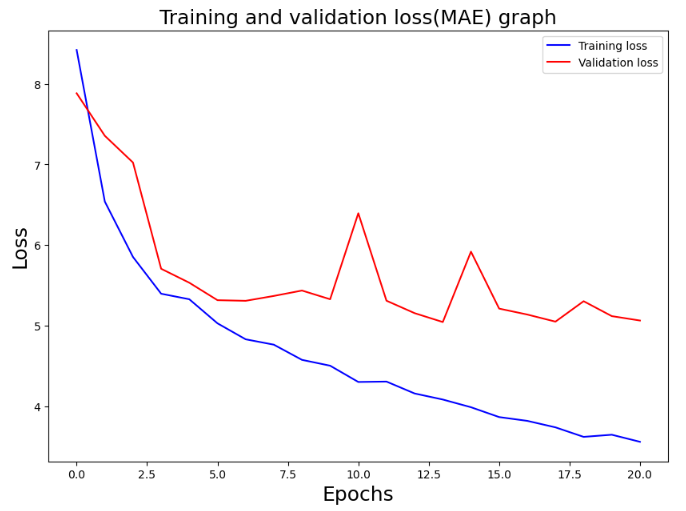 Training and validation loss(MAE) graph
Training loss
Validation loss
Loss
8
7
6
5
4
0.0 2.5 5.0 7.5 10.0 12.5 15.0 17.5 20.0
Epochs